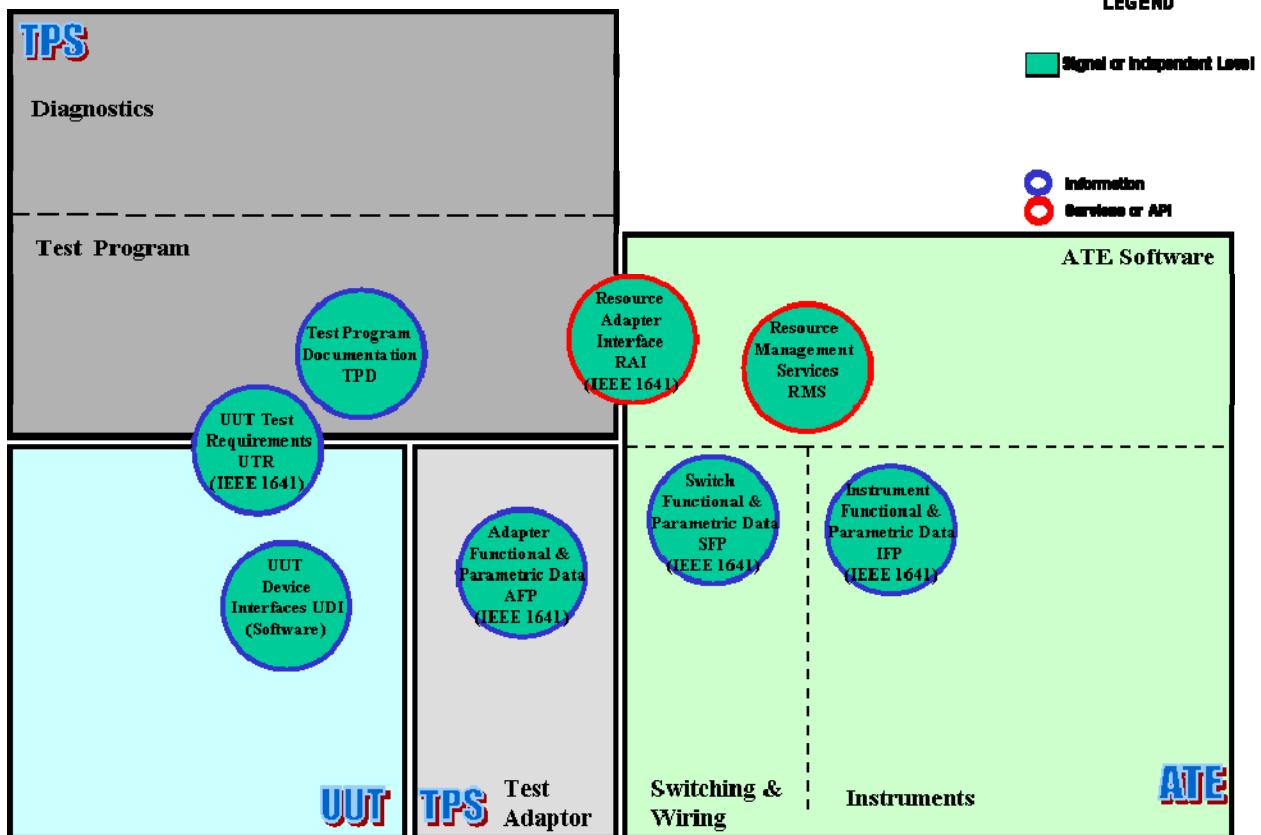 LEGEND
TPS
Signal or Independent Level
Diagnostics
Information
Services or API
Test Program
ATE Software
Test Program
Documentation
TPD
Resource
Adapter
Interface
RAI
(IEEE 1641)
Resource
Management
Services
RMS
UUT Test
Requirements
UTR
(IEEE 1641)
UUT
Device
Interfaces UDI
(Software)
Adapter
Functional &
Parametric Data
AFP
(IEEE 1641)
Switch
Functional &
Parametric Data
SFP
(IEEE 1641)
Instrument
Functional &
Parametric Data
IFP
(IEEE 1641)
UUT
TPS
Test
Adaptor
Switching &
Wiring
Instruments
ATE